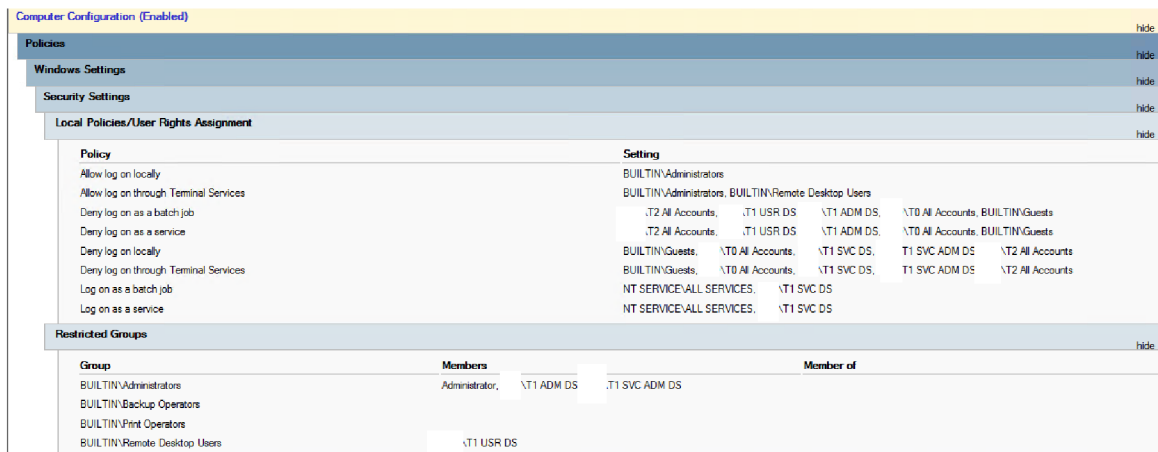 Computer Configuration (Enabled)
hide
Policies
hide
Windows Settings
hide
Security Settings
hide
Local Policies/User Rights Assignment
hide
Policy Setting
Allow log on locally BUILTIN\Administrators
Allow log on through Terminal Services BUILTIN\Administrators, BUILTIN\Remote Desktop Users
Deny log on as a batch job \T2 All Accounts, \T1 USR DS \T1 ADM DS, \T0 All Accounts, BUILTIN\Guests
Deny log on as a service \T2 All Accounts, \T1 USR DS \T1 ADM DS, \T0 All Accounts, BUILTIN\Guests
Deny log on locally BUILTIN\Guests, \T0 All Accounts, \T1 SVC DS, T1 SVC ADM DS \T2 All Accounts
Deny log on through Terminal Services BUILTIN\Guests, \T0 All Accounts, \T1 SVC DS, T1 SVC ADM DS \T2 All Accounts
Log on as a batch job NT SERVICE\ALL SERVICES, \T1 SVC DS
Log on as a service NT SERVICE\ALL SERVICES, \T1 SVC DS
Restricted Groups
hide
Group Members Member of
BUILTIN\Administrators Administrator, \T1 ADM DS \T1 SVC ADM DS
BUILTIN\Backup Operators
BUILTIN\Print Operators
BUILTIN\Remote Desktop Users \T1 USR DS